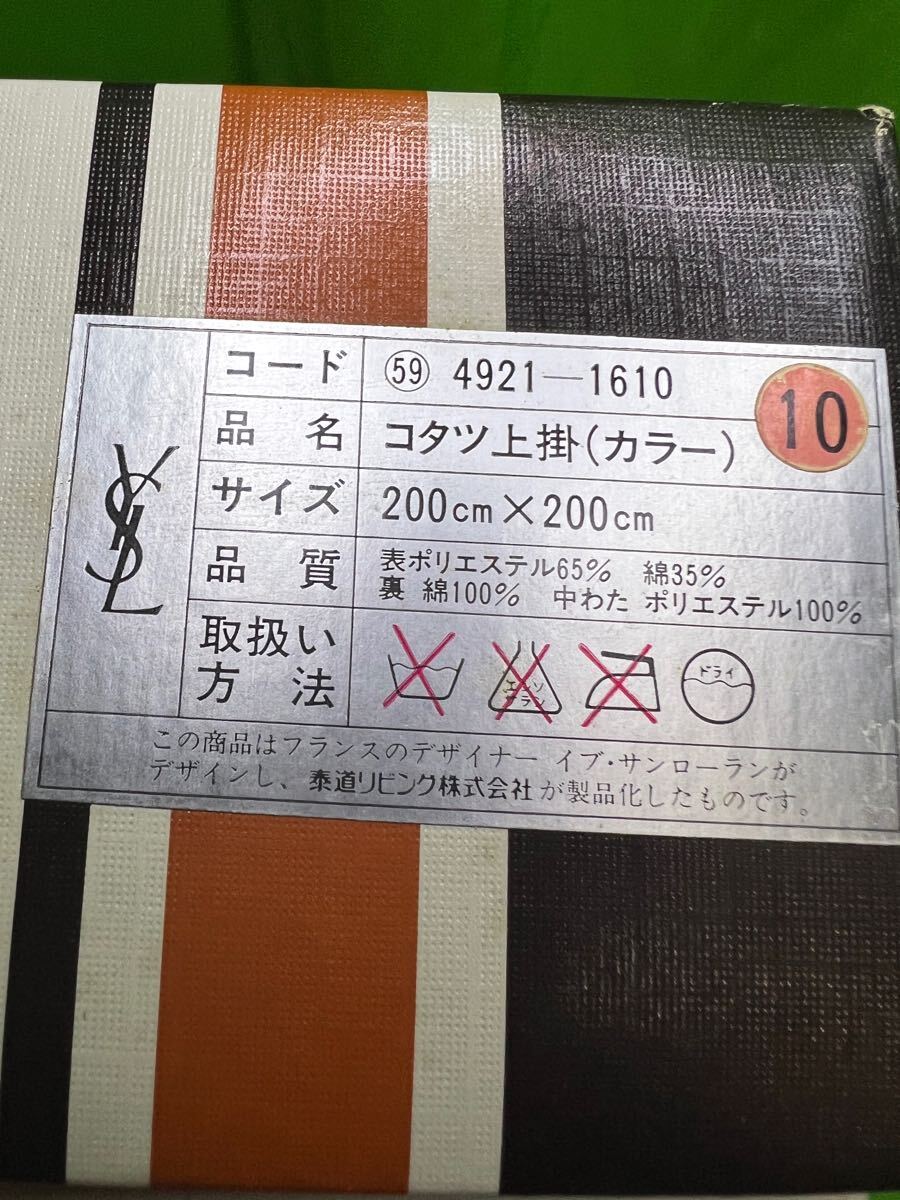 YSL
コード ㊾ 4921―1610
10
品名 コタツ上掛(カラー)
サイズ 200cm×200cm
品質 表ポリエステル65% 綿35%
裏 綿100% 中わた ポリエステル100%
取扱い
方法
エンソ
サラシ
ドライ
この商品はフランスのデザイナー イブ・サンローランが
デザインし、泰道リビング株式会社が製品化したものです。